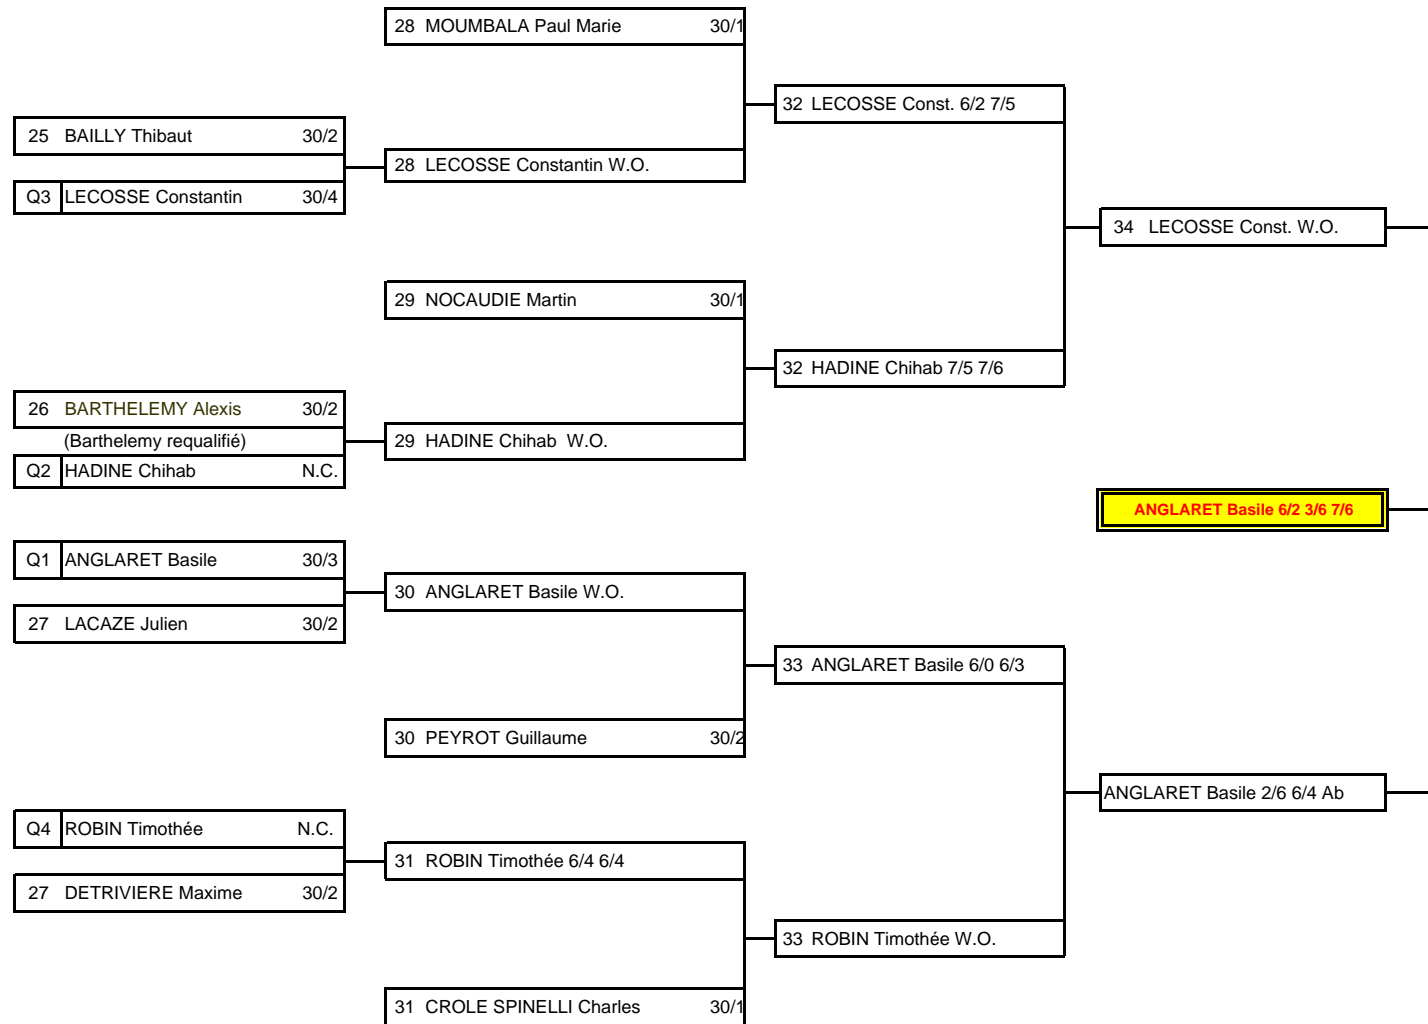 28 MOUMBALA Paul Marie 30/1
32 LECOSSE Const. 6/2 7/5
25 BAILLY Thibaut 30/2
28 LECOSSE Constantin W.O.
Q3 LECOSSE Constantin 30/4
34 LECOSSE Const. W.O.
29 NOCAUDIE Martin 30/1
32 HADINE Chihab 7/5 7/6
26 BARTHELEMY Alexis 30/2
(Barthelemy requalifié)
29 HADINE Chihab W.O.
Q2 HADINE Chihab N.C.
ANGLARET Basile 6/2 3/6 7/6
Q1 ANGLARET Basile 30/3
30 ANGLARET Basile W.O.
27 LACAZE Julien 30/2
33 ANGLARET Basile 6/0 6/3
30 PEYROT Guillaume 30/2
ANGLARET Basile 2/6 6/4 Ab
Q4 ROBIN Timothée N.C.
31 ROBIN Timothée 6/4 6/4
27 DETRIVIERE Maxime 30/2
33 ROBIN Timothée W.O.
31 CROLE SPINELLI Charles 30/1